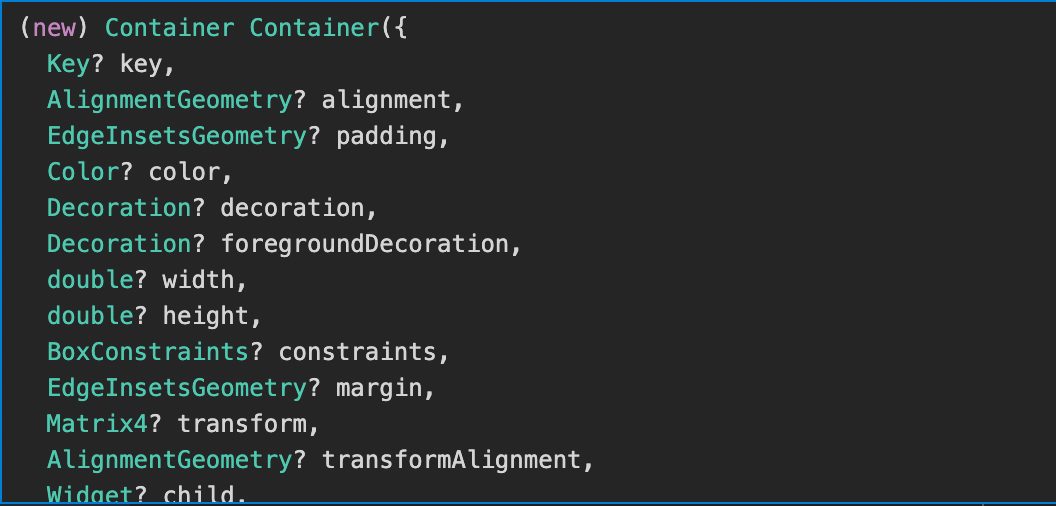 (new) Container Container({
Key? key,
AlignmentGeometry? alignment,
EdgeInsetsGeometry? padding,
Color? color,
Decoration? decoration,
Decoration? foregroundDecoration,
double? width,
double? height,
BoxConstraints? constraints,
EdgeInsetsGeometry? margin,
Matrix4? transform,
AlignmentGeometry? transformAlignment,
Widget? child,